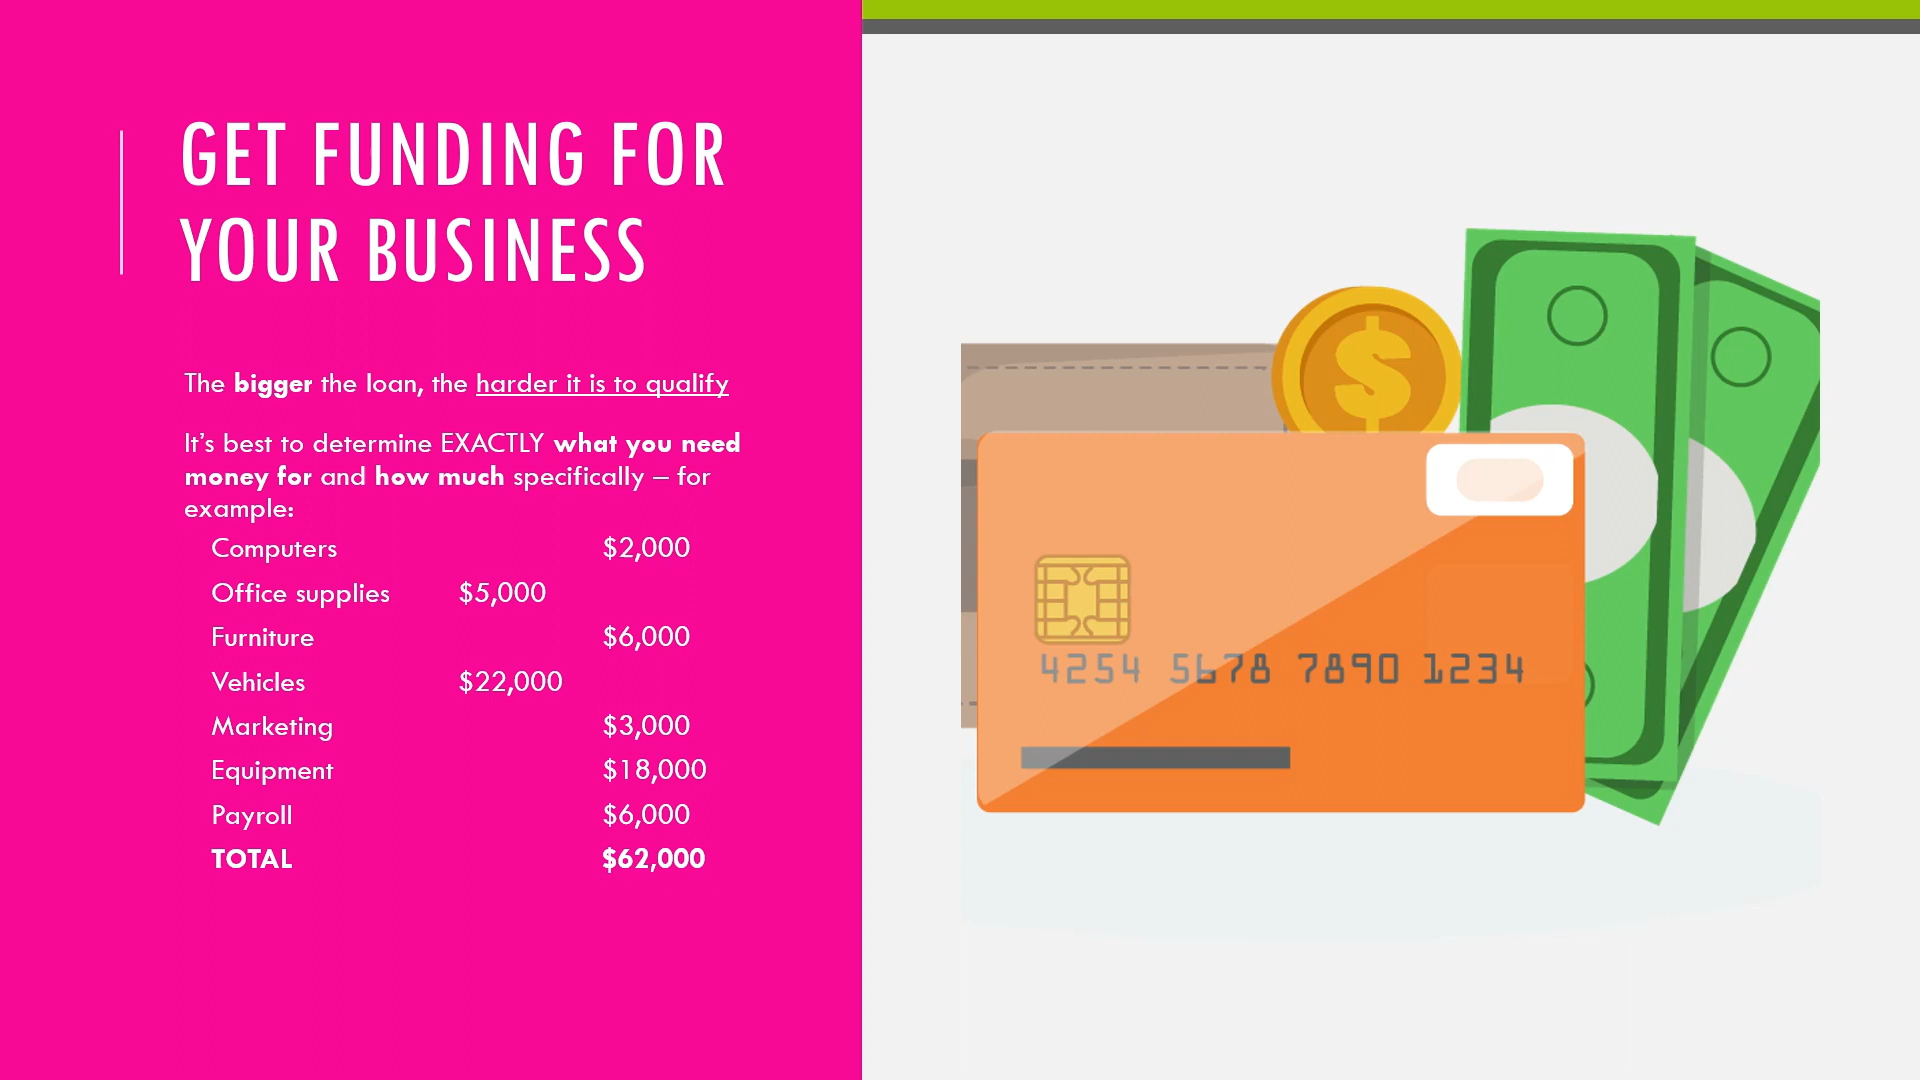 GET FUNDING FOR
YOUR BUSINESS
The bigger the loan, the harder it is to qualify
It's best to determine EXACTLY what you need
money for and how much specifically – for
example:
Computers $2,000
Office supplies $5,000
Furniture $6,000
Vehicles $22,000
Marketing $3,000
Equipment $18,000
Payroll $6,000
TOTAL $62,000
$
4254 5678 7890 1234